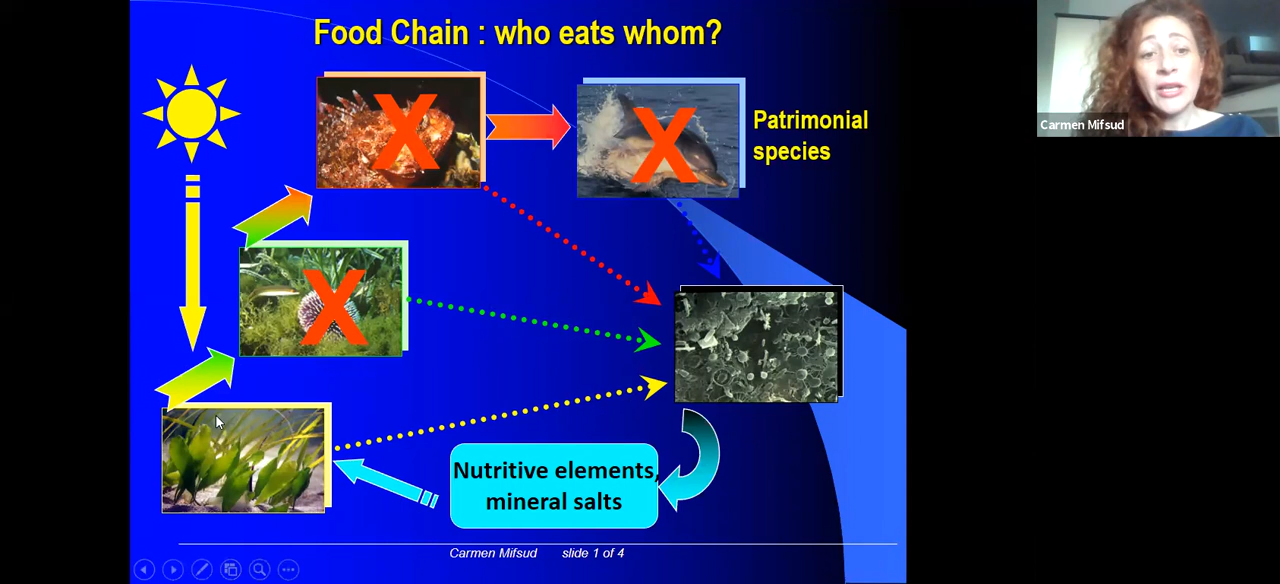 Food Chain : who eats whom?
Carmen Mifsud
X
X
Patrimonial
species
X
Nutritive elements,
mineral salts
Carmen Mifsud slide 1 of 4